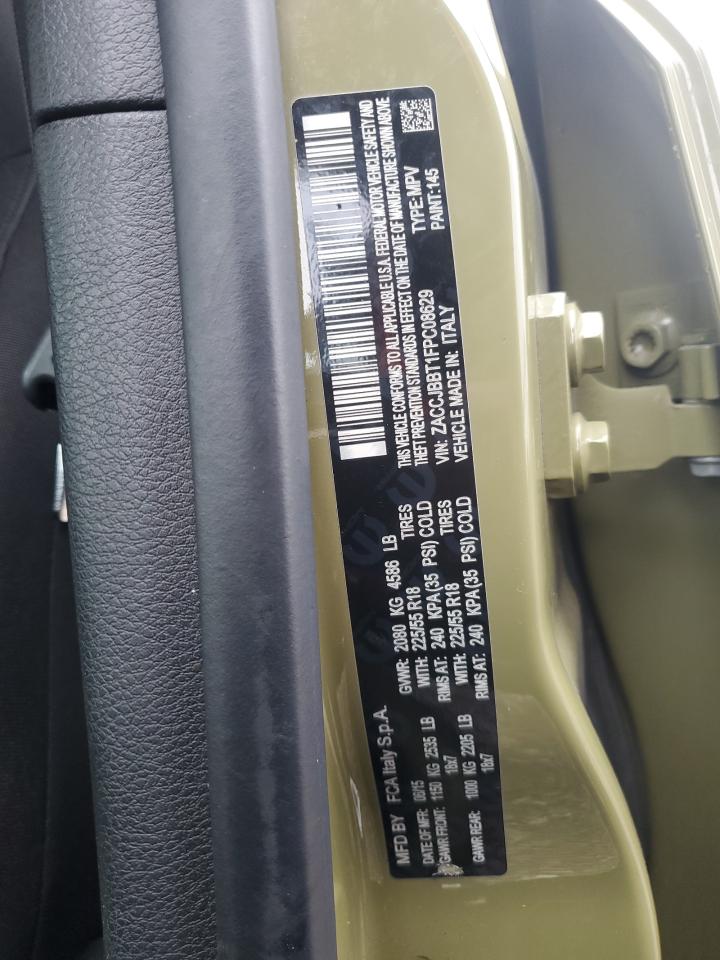 MFD BY FCA Italy S.p.A.
DATE OF MFR: 06/15 GVWR: 2080 KG 4586 LB
GAWR FRONT: 1150 KG 2535 LB WITH: 225/55 R18 TIRES
18x7 RIMS AT: 240 KPA(35 PSI) COLD
GAWR REAR: 1000 KG 2205 LB WITH: 225/55 R18 TIRES
18x7 RIMS AT: 240 KPA(35 PSI) COLD
THIS VEHICLE CONFORMS TO ALL APPLICABLE U.S.A. FEDERAL MOTOR VEHICLE SAFETY AND
THEFT PREVENTION STANDARDS IN EFFECT ON THE DATE OF MANUFACTURE SHOWN ABOVE
VIN: ZACCJBBT1FPC08629 TYPE: MPV
VEHICLE MADE IN: ITALY PAINT: 145